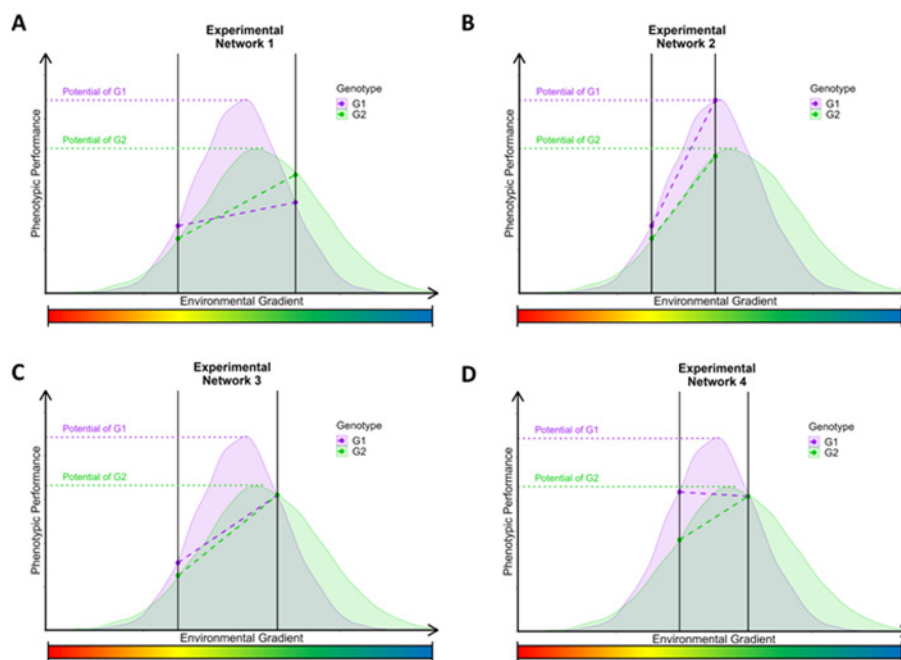 A
Experimental
Network 1
Phenotypic Performance
Potential of G1
Potential of G2
Genotype
G1
G2
Environmental Gradient
B
Experimental
Network 2
Phenotypic Performance
Potential of G1
Potential of G2
Genotype
G1
G2
Environmental Gradient
C
Experimental
Network 3
Phenotypic Performance
Potential of G1
Potential of G2
Genotype
G1
G2
Environmental Gradient
D
Experimental
Network 4
Phenotypic Performance
Potential of G1
Potential of G2
Genotype
G1
G2
Environmental Gradient